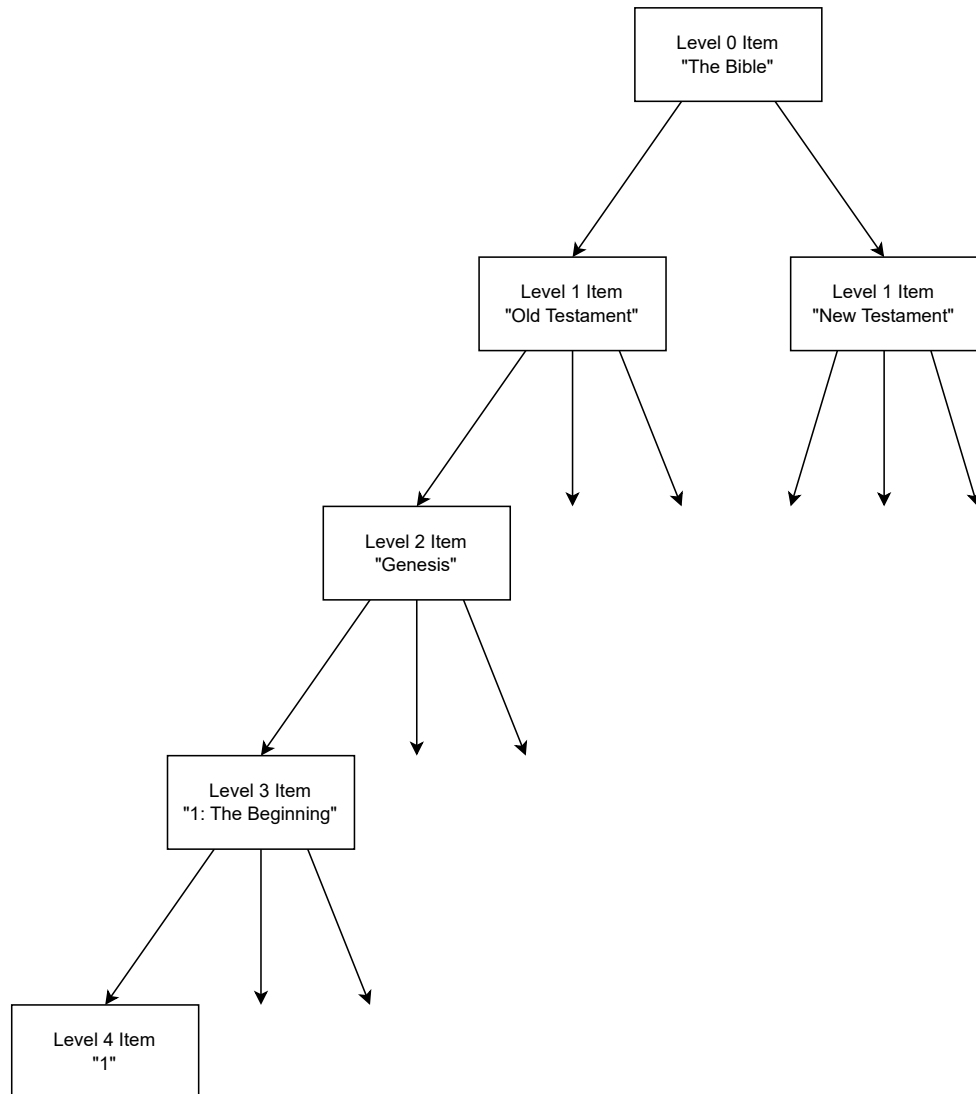 Level 0 Item
"The Bible"
Level 1 Item
"Old Testament"
Level 1 Item
"New Testament"
Level 2 Item
"Genesis"
Level 3 Item
"1: The Beginning"
Level 4 Item
"1"